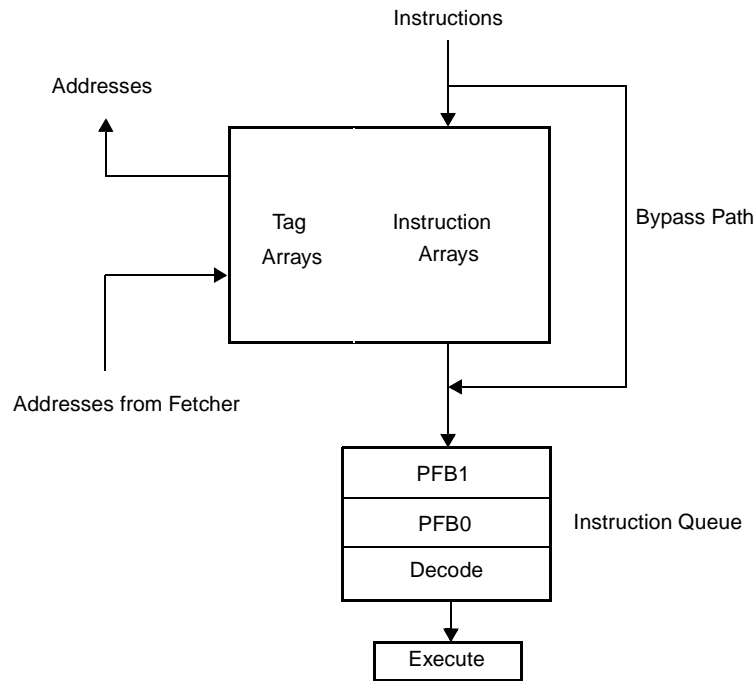 Instructions
Addresses
Tag
Arrays
Instruction
Arrays
Bypass Path
Addresses from Fetcher
PFB1
PFB0
Decode
Instruction Queue
Execute